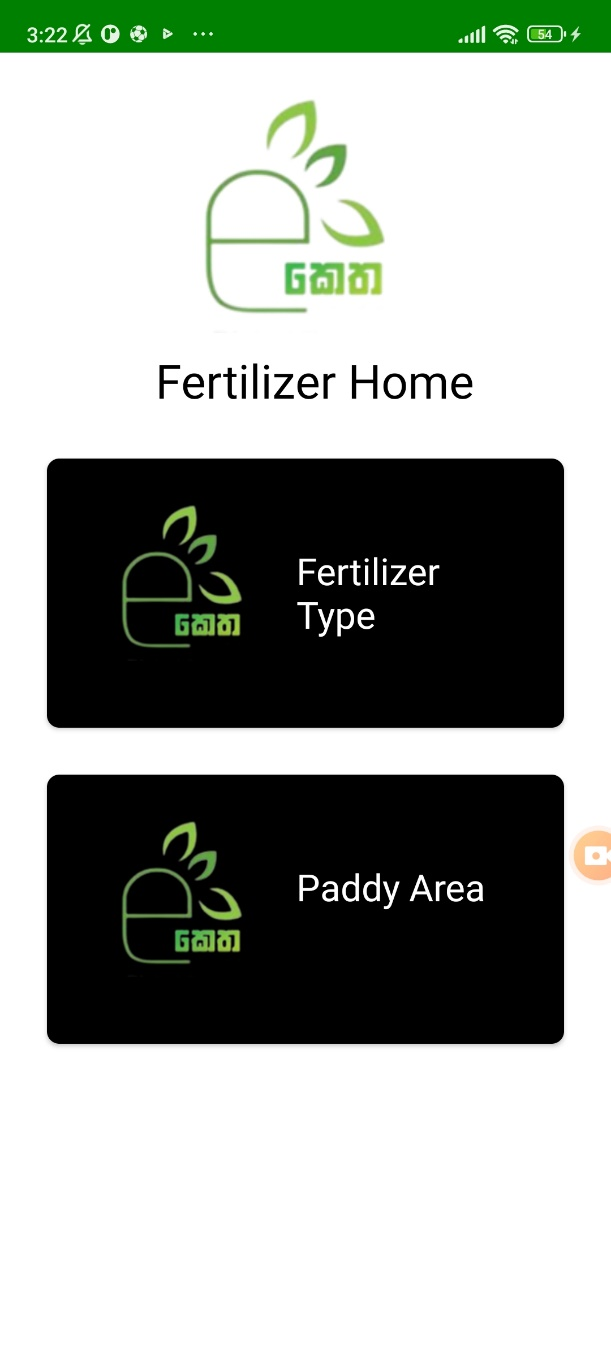 3:22
54
e
කෙත
Fertilizer Home
e
කෙත
Fertilizer
Type
e
කෙත
Paddy Area